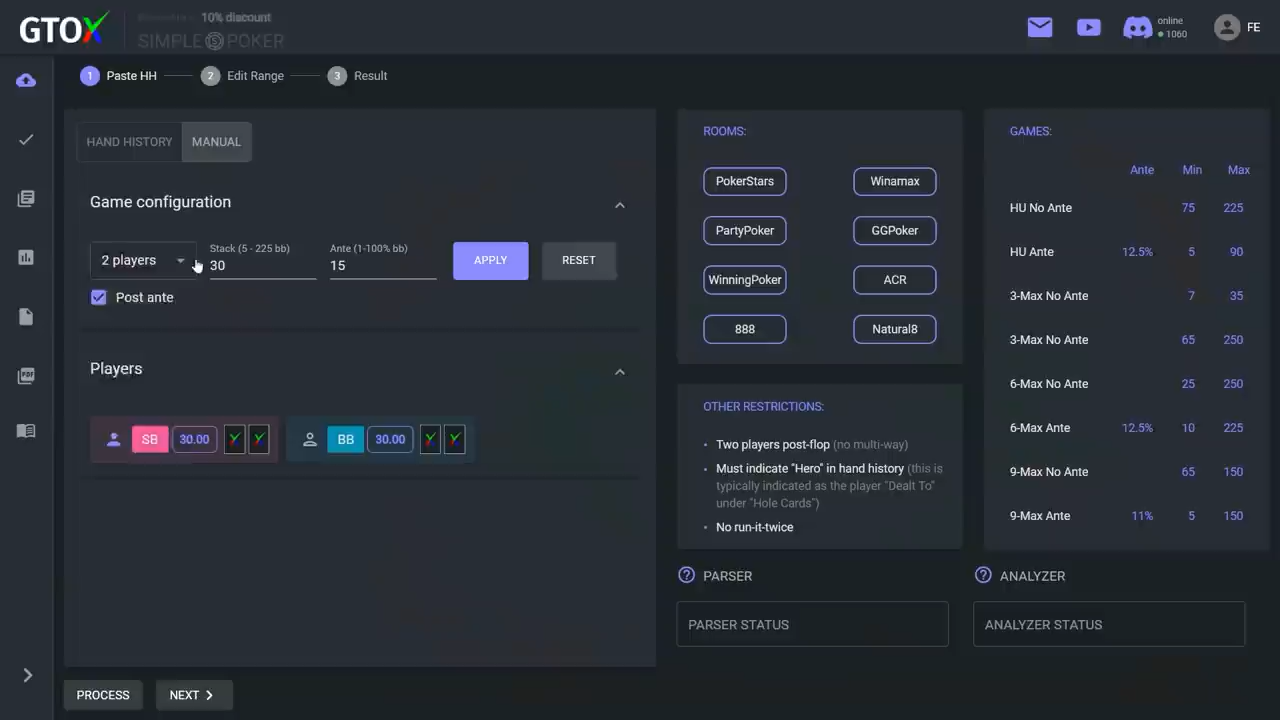 GTOX
10% discount
SIMPLE POKER
online
1060
FE
1 Paste HH
2 Edit Range
3 Result
HAND HISTORY
MANUAL
Game configuration
2 players
Stack (5 - 225 bb)
30
Ante (1-100% bb)
15
APPLY
RESET
Post ante
Players
SB 30.00
BB 30.00
ROOMS:
PokerStars Winamax
PartyPoker GGPoker
WinningPoker ACR
888 Natural8
OTHER RESTRICTIONS:
• Two players post-flop (no multi-way)
• Must indicate "Hero" in hand history (this is
typically indicated as the player "Dealt To"
under "Hole Cards")
• No run-it-twice
GAMES:
Ante Min Max
HU No Ante 75 225
HU Ante 12.5% 5 90
3-Max No Ante 7 35
3-Max No Ante 65 250
6-Max No Ante 25 250
6-Max Ante 12.5% 10 225
9-Max No Ante 65 150
9-Max Ante 11% 5 150
? PARSER
PARSER STATUS
? ANALYZER
ANALYZER STATUS
PDF
PROCESS
NEXT